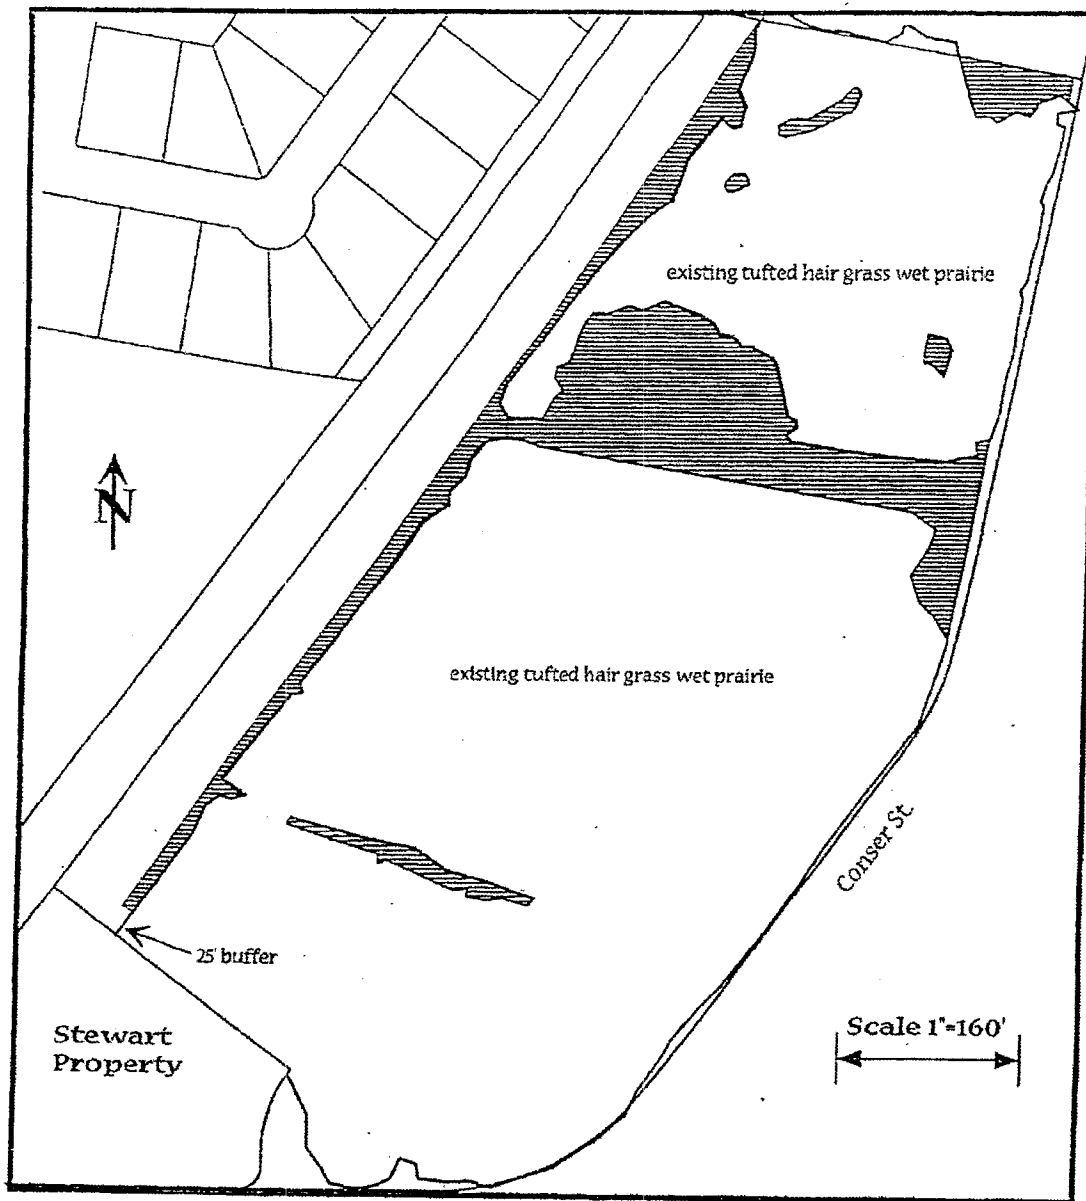 existing tufted hair grass wet prairie
N
existing tufted hair grass wet prairie
Conser St.
25' buffer
Stewart
Property
Scale 1"=160'